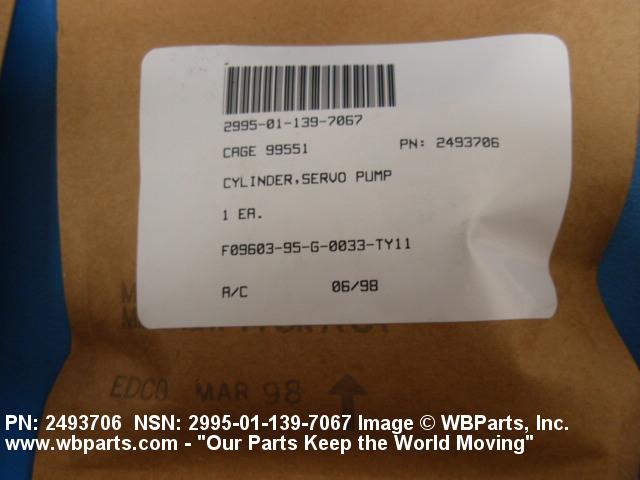 2995-01-139-7067
CAGE 99551 PN: 2493706
CYLINDER,SERVO PUMP
1 EA.
F09603-95-G-0033-TY11
A/C 06/98
EDCO MAR 98
PN: 2493706 NSN: 2995-01-139-7067 Image © WBParts, Inc.
www.wbparts.com - "Our Parts Keep the World Moving"